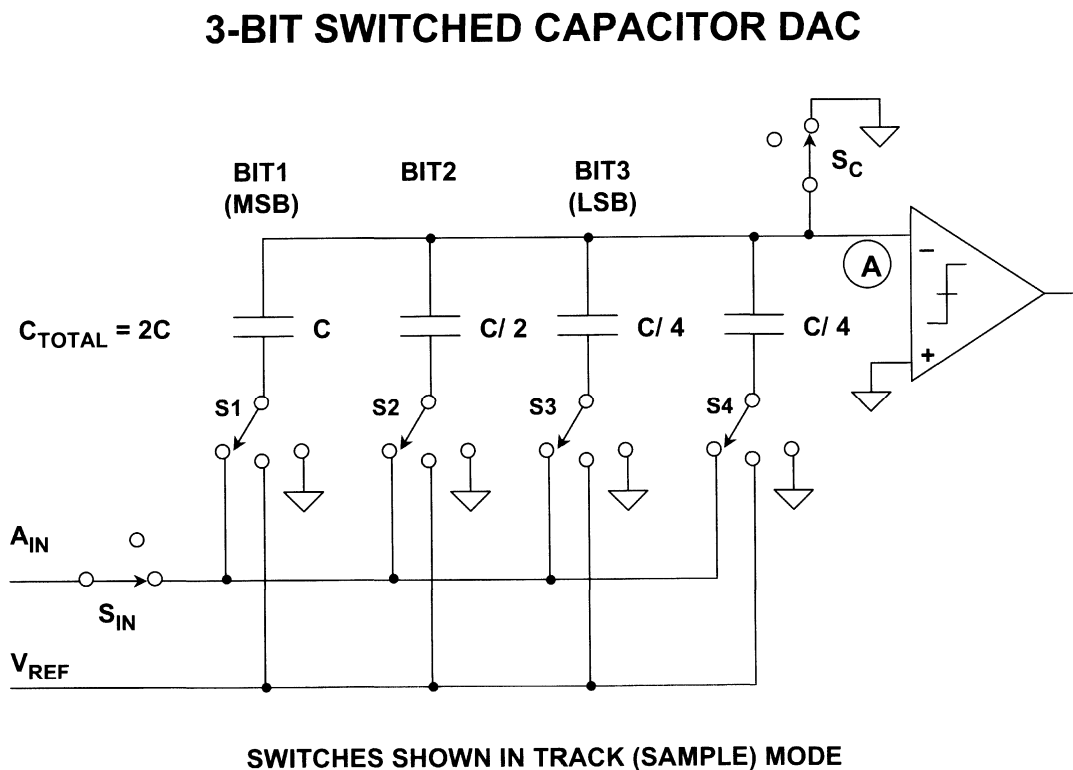 3-BIT SWITCHED CAPACITOR DAC
BIT1
(MSB)
BIT2
BIT3
(LSB)
SC
A
−
+
CTOTAL = 2C
C
C/ 2
C/ 4
C/ 4
S1
S2
S3
S4
AIN
SIN
VREF
SWITCHES SHOWN IN TRACK (SAMPLE) MODE